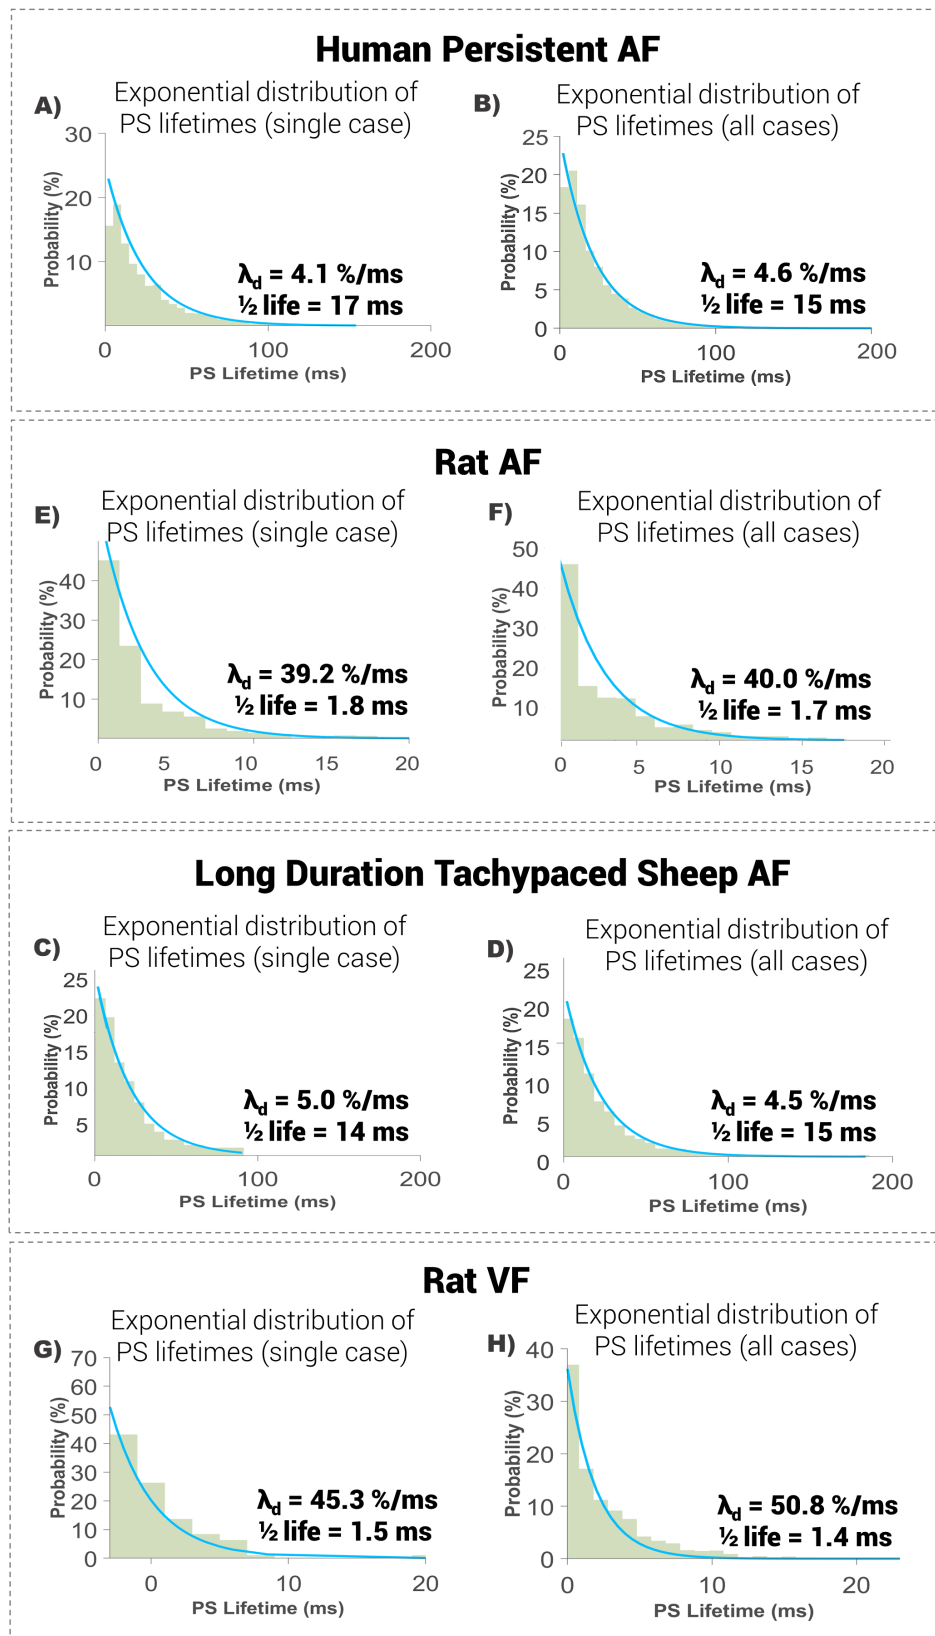 Human Persistent AF
A)
Exponential distribution of
PS lifetimes (single case)
30
20
10
Probability (%)
λd = 4.1 %/ms
½ life = 17 ms
0 100 200
PS Lifetime (ms)
B)
Exponential distribution of
PS lifetimes (all cases)
25
20
15
10
5
0
Probability (%)
λd = 4.6 %/ms
½ life = 15 ms
0 100 200
PS Lifetime (ms)
Rat AF
E)
Exponential distribution of
PS lifetimes (single case)
40
30
20
10
Probability (%)
λd = 39.2 %/ms
½ life = 1.8 ms
0 5 10 15 20
PS Lifetime (ms)
F)
Exponential distribution of
PS lifetimes (all cases)
50
40
30
20
10
Probability (%)
λd = 40.0 %/ms
½ life = 1.7 ms
0 5 10 15 20
PS Lifetime (ms)
Long Duration Tachypaced Sheep AF
C)
Exponential distribution of
PS lifetimes (single case)
25
20
15
10
5
Probability (%)
λd = 5.0 %/ms
½ life = 14 ms
0 100 200
PS Lifetime (ms)
D)
Exponential distribution of
PS lifetimes (all cases)
25
20
15
10
5
0
Probability (%)
λd = 4.5 %/ms
½ life = 15 ms
0 100 200
PS Lifetime (ms)
Rat VF
G)
Exponential distribution of
PS lifetimes (single case)
70
60
50
40
30
20
10
0
Probability (%)
λd = 45.3 %/ms
½ life = 1.5 ms
0 10 20
PS Lifetime (ms)
H)
Exponential distribution of
PS lifetimes (all cases)
40
30
20
10
0
Probability (%)
λd = 50.8 %/ms
½ life = 1.4 ms
0 10 20
PS Lifetime (ms)